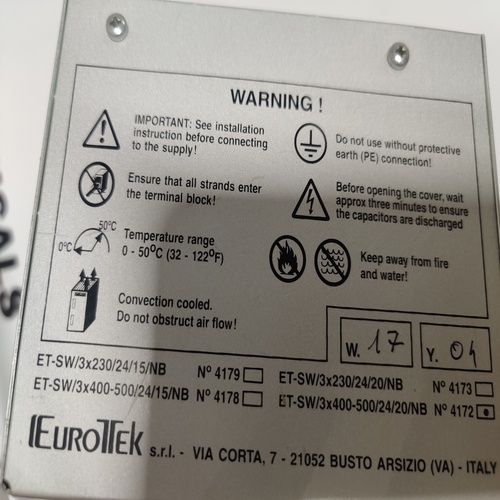 WARNING !
IMPORTANT: See installation
instruction before connecting
to the supply!
Do not use without protective
earth (PE) connection!
Ensure that all strands enter
the terminal block!
Before opening the cover, wait
approx three minutes to ensure
the capacitors are discharged
50°C
0°C
Temperature range
0 - 50°C (32 - 122°F)
Keep away from fire
and water!
Convection cooled.
Do not obstruct air flow!
W. 17
Y. 04
ET-SW/3x230/24/15/NB Nº 4179
ET-SW/3x230/24/20/NB Nº 4173
ET-SW/3x400-500/24/15/NB Nº 4178
ET-SW/3x400-500/24/20/NB Nº 4172
EUROTEK s.r.l. - VIA CORTA, 7 - 21052 BUSTO ARSIZIO (VA) - ITALY